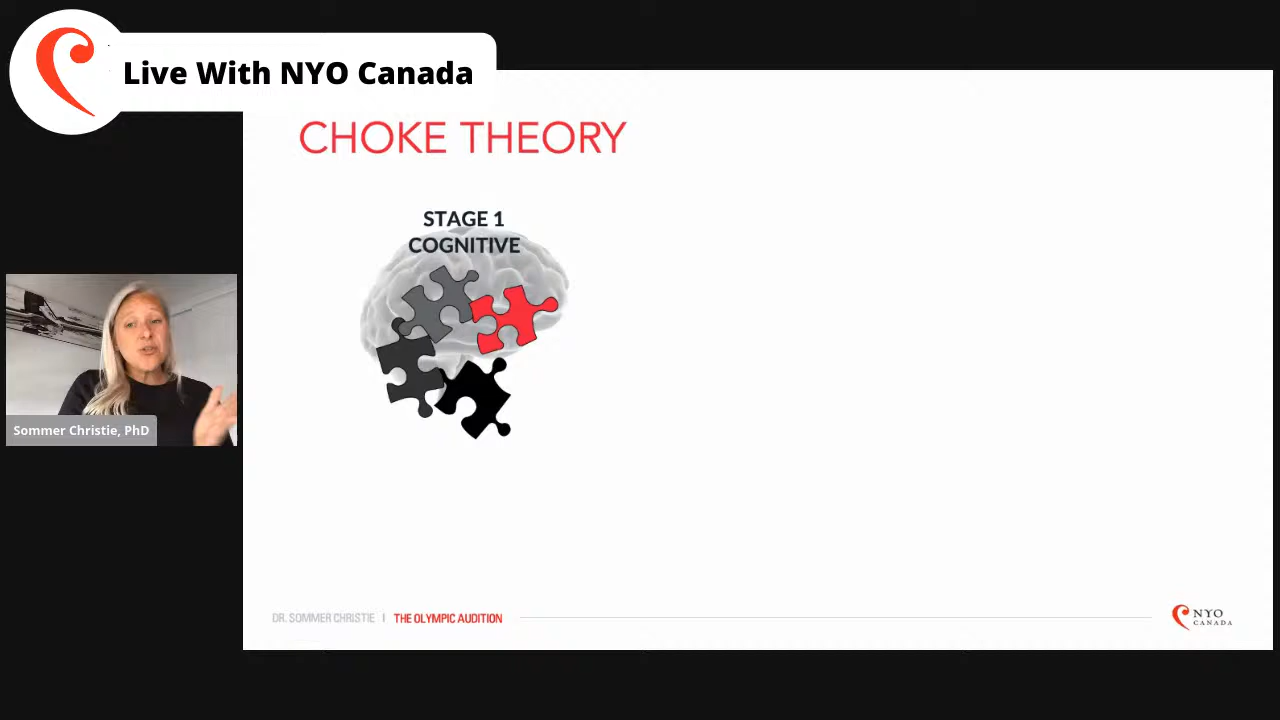 Live With NYO Canada
CHOKE THEORY
STAGE 1
COGNITIVE
Sommer Christie, PhD
DR. SOMMER CHRISTIE | THE OLYMPIC AUDITION
NYO
CANADA